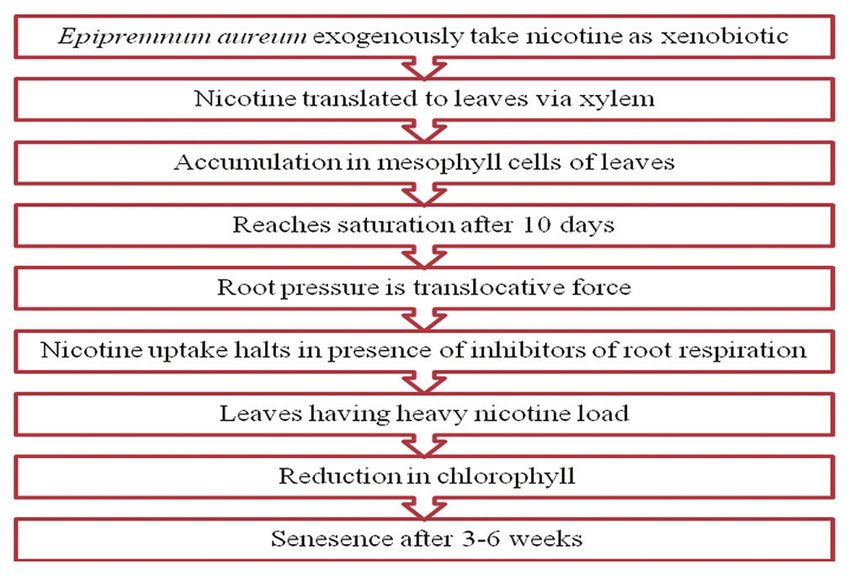 Epipremnum aureum exogenously take nicotine as xenobiotic
Nicotine translated to leaves via xylem
Accumulation in mesophyll cells of leaves
Reaches saturation after 10 days
Root pressure is translocative force
Nicotine uptake halts in presence of inhibitors of root respiration
Leaves having heavy nicotine load
Reduction in chlorophyll
Senesence after 3-6 weeks